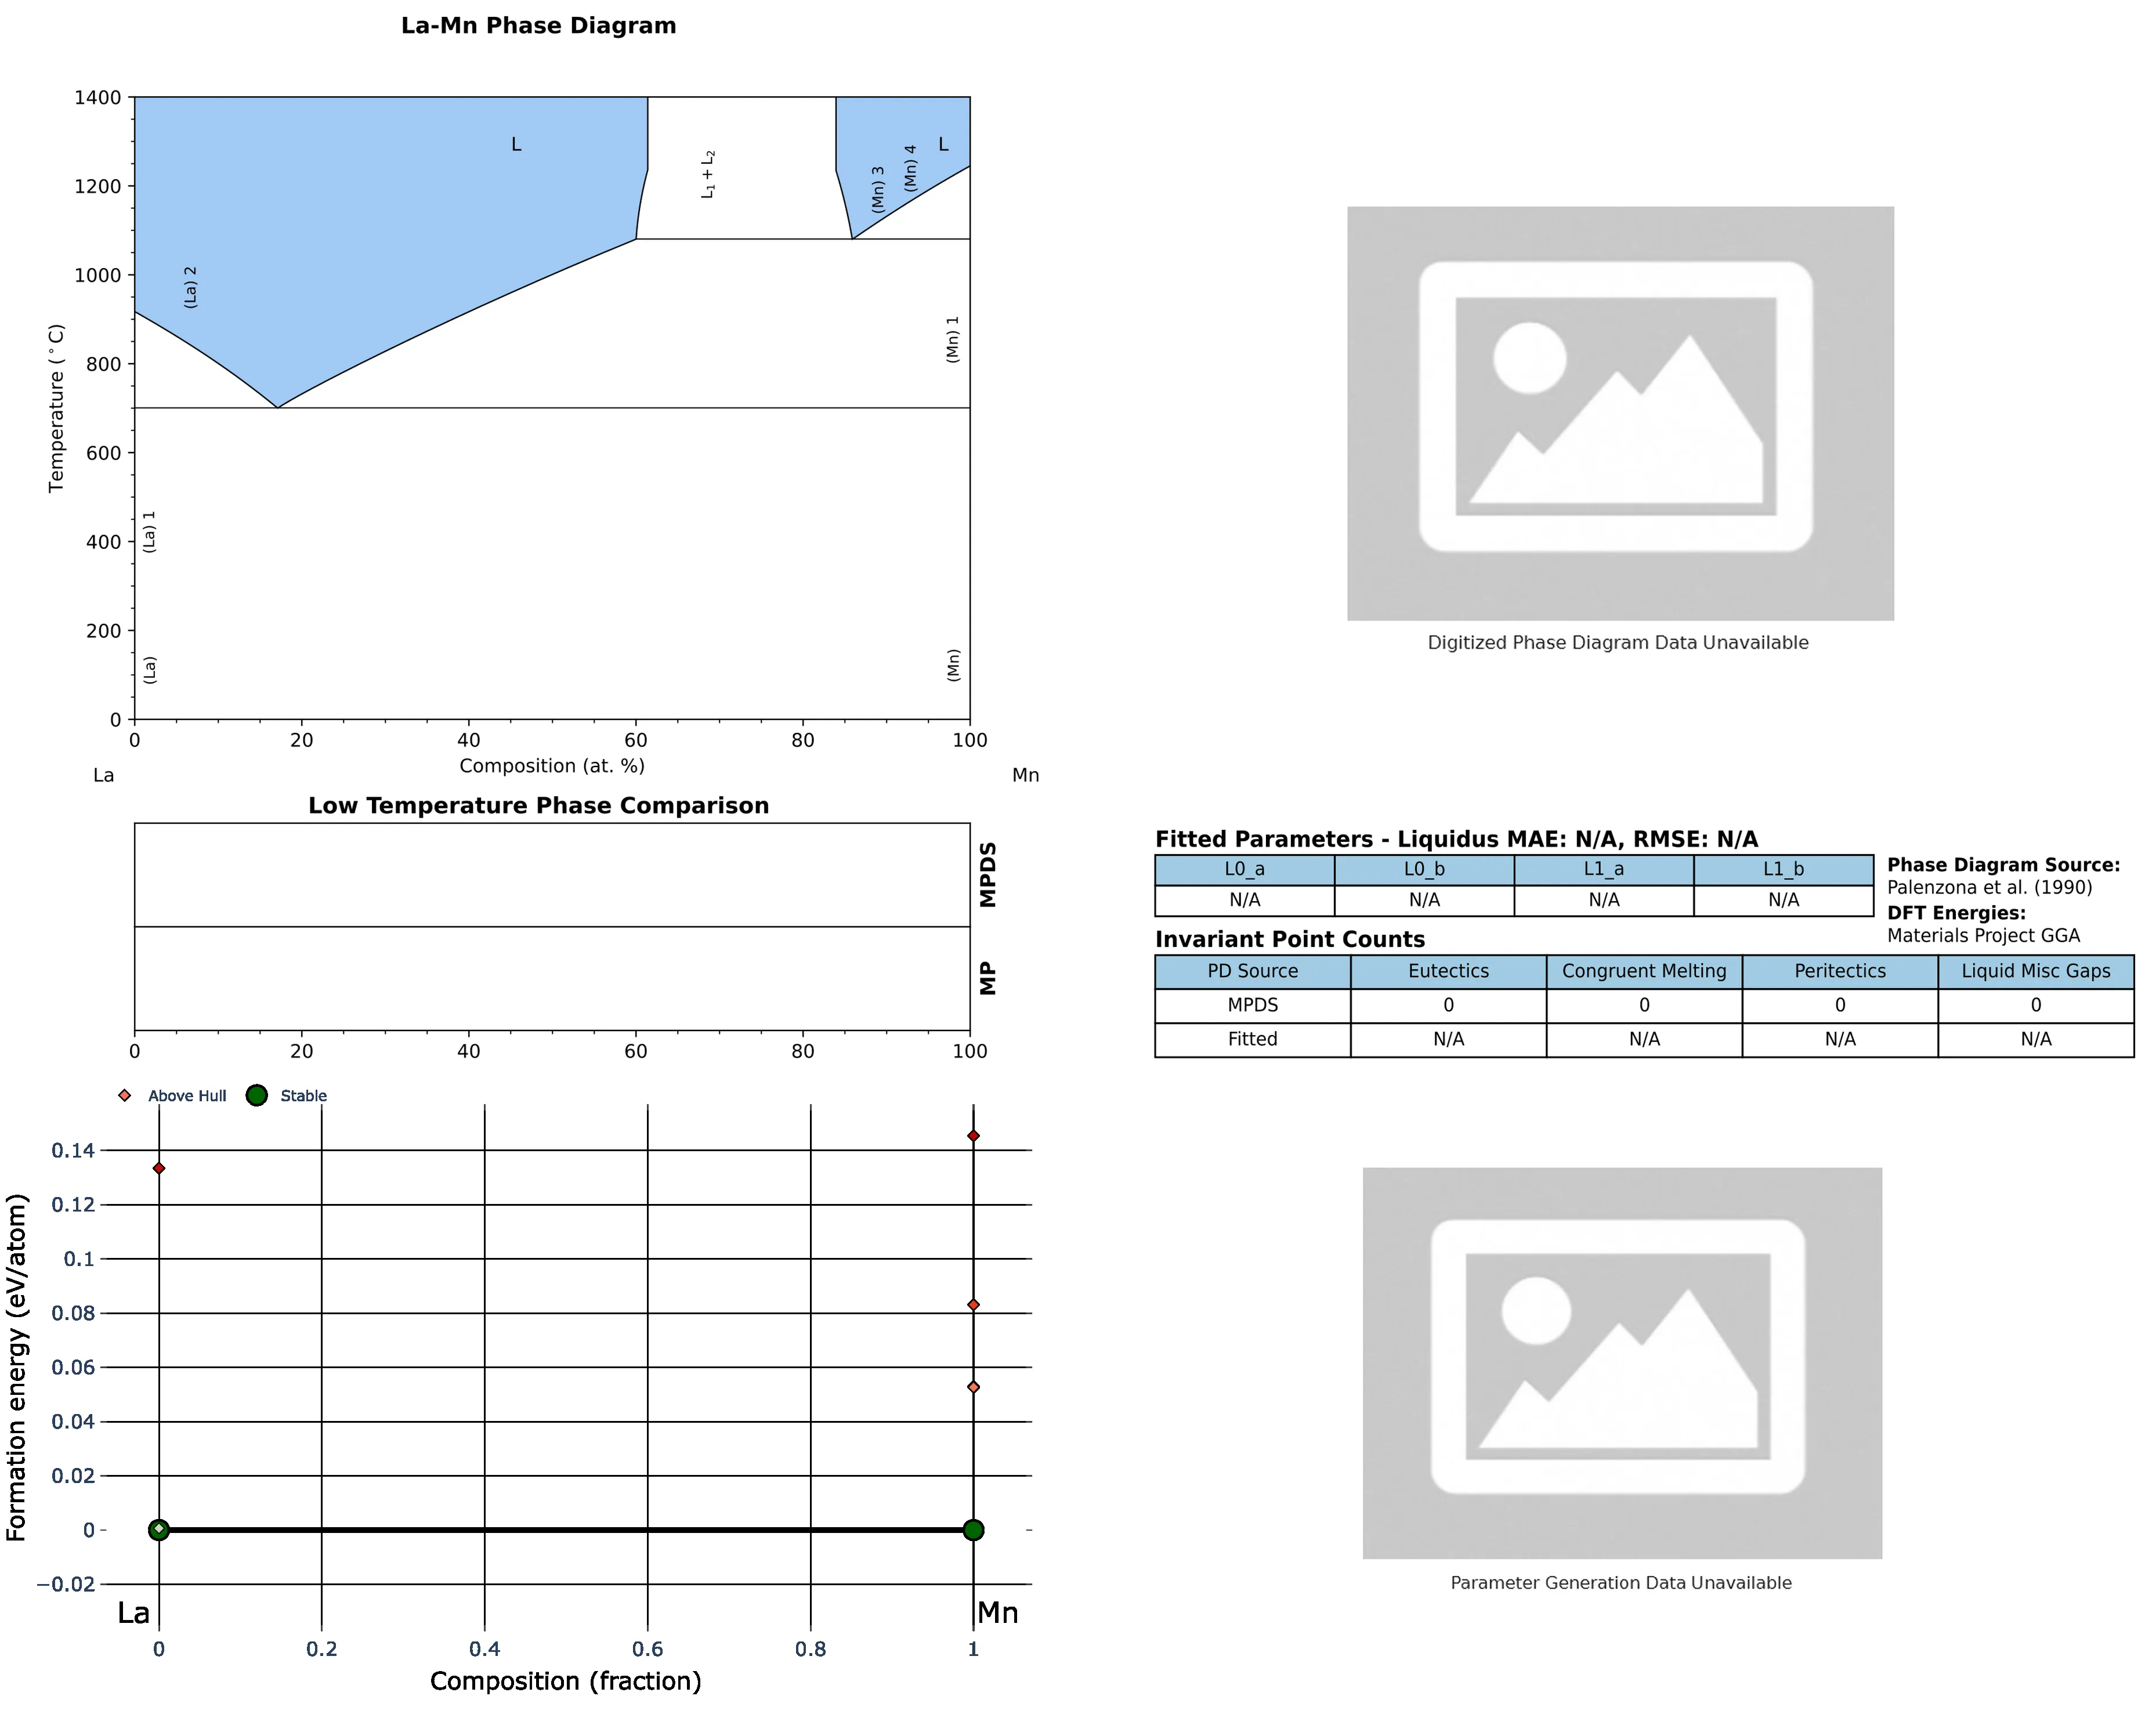 La-Mn Phase Diagram
1400
1200
1000
800
600
400
200
0
Temperature (°C)
L
L₁ + L₂
(Mn) 3
(Mn) 4
L
(La) 2
(Mn) 1
(La) 1
(La)
(Mn)
0 20 40 60 80 100
Composition (at. %)
La Mn
Digitized Phase Diagram Data Unavailable
Low Temperature Phase Comparison
MPDS
MP
0 20 40 60 80 100
Fitted Parameters - Liquidus MAE: N/A, RMSE: N/A
L0_a L0_b L1_a L1_b
N/A N/A N/A N/A
Phase Diagram Source:
Palenzona et al. (1990)
DFT Energies:
Materials Project GGA
Invariant Point Counts
PD Source Eutectics Congruent Melting Peritectics Liquid Misc Gaps
MPDS 0 0 0 0
Fitted N/A N/A N/A N/A
Above Hull Stable
0.14
0.12
0.1
0.08
0.06
0.04
0.02
0
−0.02
Formation energy (eV/atom)
La Mn
0 0.2 0.4 0.6 0.8 1
Composition (fraction)
Parameter Generation Data Unavailable